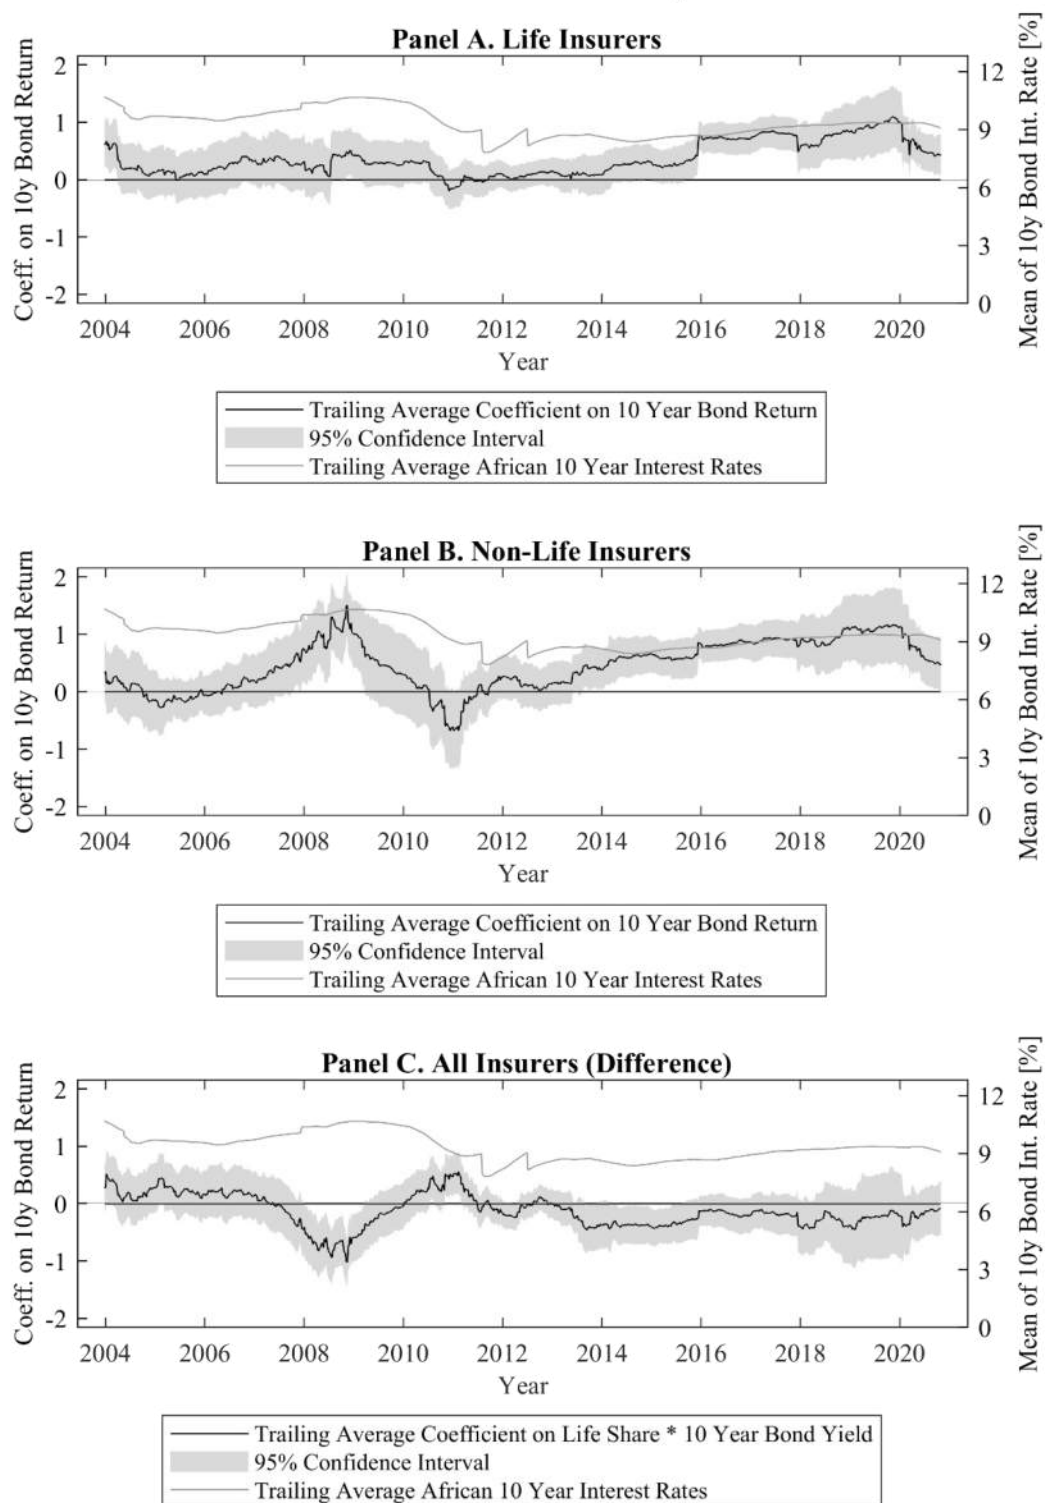 Panel A. Life Insurers
Coeff. on 10y Bond Return
2
1
0
-1
-2
12
9
6
3
0
Mean of 10y Bond Int. Rate [%]
2004 2006 2008 2010 2012 2014 2016 2018 2020
Year
Trailing Average Coefficient on 10 Year Bond Return
95% Confidence Interval
Trailing Average African 10 Year Interest Rates
Panel B. Non-Life Insurers
Coeff. on 10y Bond Return
2
1
0
-1
-2
12
9
6
3
0
Mean of 10y Bond Int. Rate [%]
2004 2006 2008 2010 2012 2014 2016 2018 2020
Year
Trailing Average Coefficient on 10 Year Bond Return
95% Confidence Interval
Trailing Average African 10 Year Interest Rates
Panel C. All Insurers (Difference)
Coeff. on 10y Bond Return
2
1
0
-1
-2
12
9
6
3
0
Mean of 10y Bond Int. Rate [%]
2004 2006 2008 2010 2012 2014 2016 2018 2020
Year
Trailing Average Coefficient on Life Share * 10 Year Bond Yield
95% Confidence Interval
Trailing Average African 10 Year Interest Rates